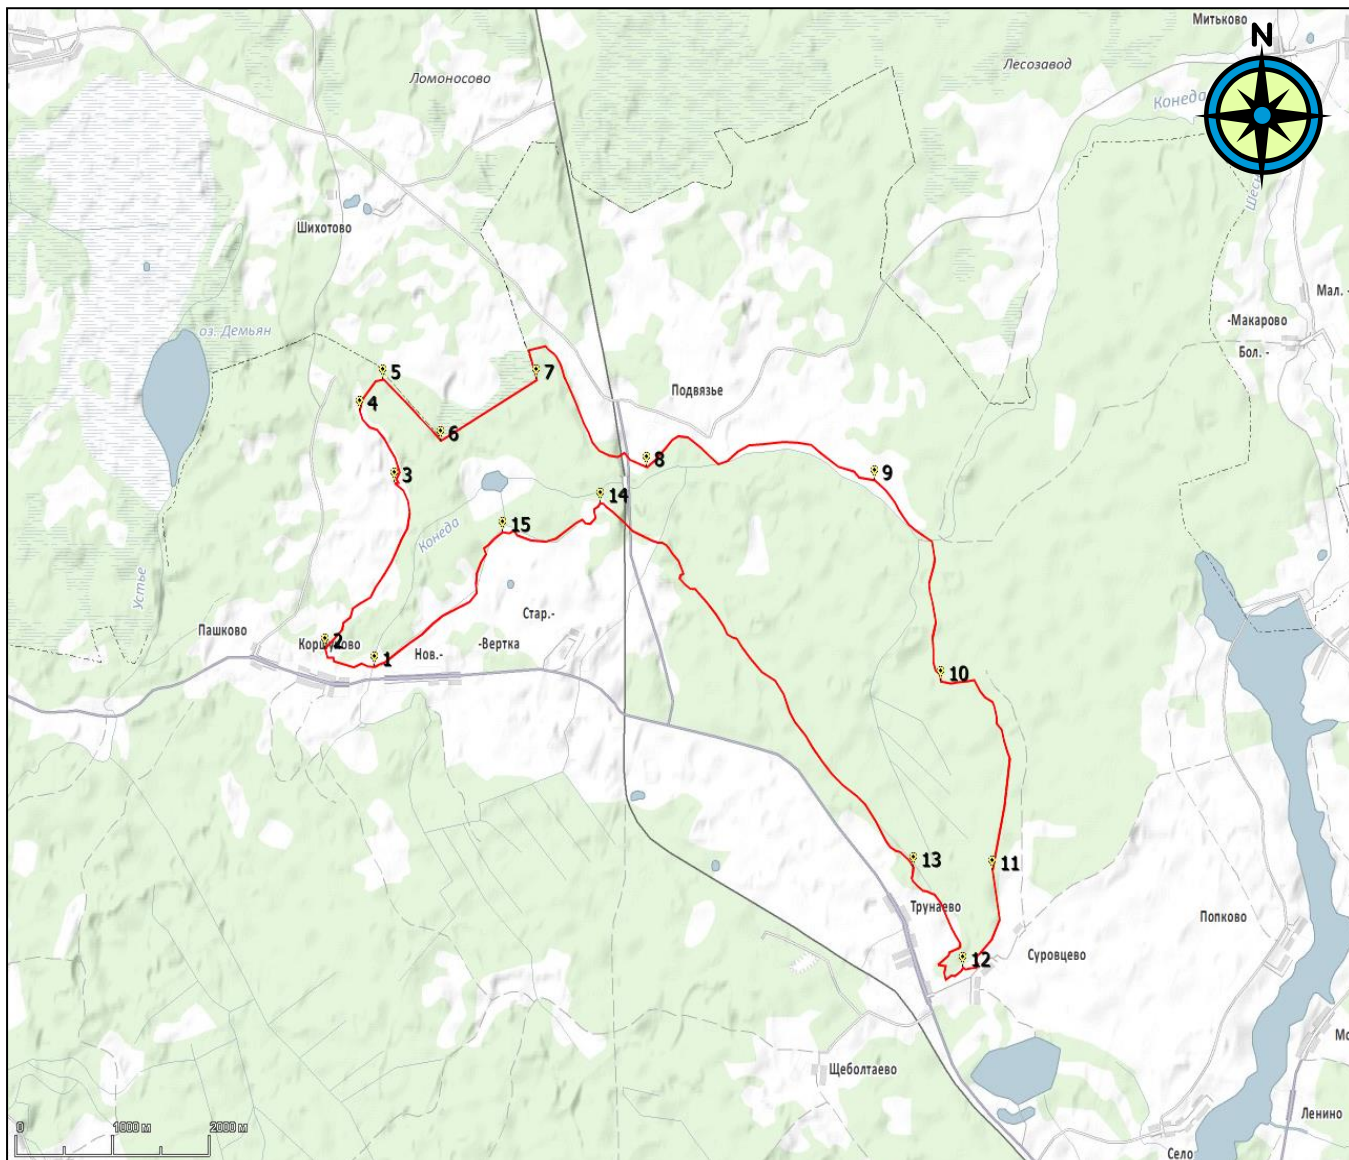 Митьково
N
Ломоносово
Лесозавод
Конеда
Шихотово
Мал. -
оз. Демьян
-Макарово
Бол. -
5
7
Подвязье
4
6
8
9
3
14
Конеда
15
Устье
Стар.-
Пашково
2
Коршуково
1
Нов.-
-Вертка
10
13
11
Трунаево
Попково
12
Суровцево
Щеболтаево
Ленино
0
1000 м
2000 м
Село